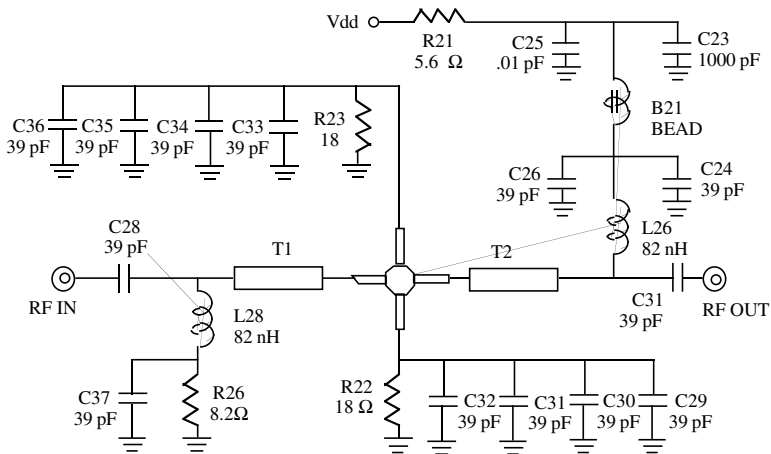 Vdd
R21
5.6 Ω
C25
.01 pF
C23
1000 pF
B21
BEAD
C36
39 pF
C35
39 pF
C34
39 pF
C33
39 pF
R23
18
C26
39 pF
C24
39 pF
C28
39 pF
T1
T2
L26
82 nH
RF IN
L28
82 nH
C31
39 pF
RF OUT
C37
39 pF
R26
8.2Ω
R22
18 Ω
C32
39 pF
C31
39 pF
C30
39 pF
C29
39 pF